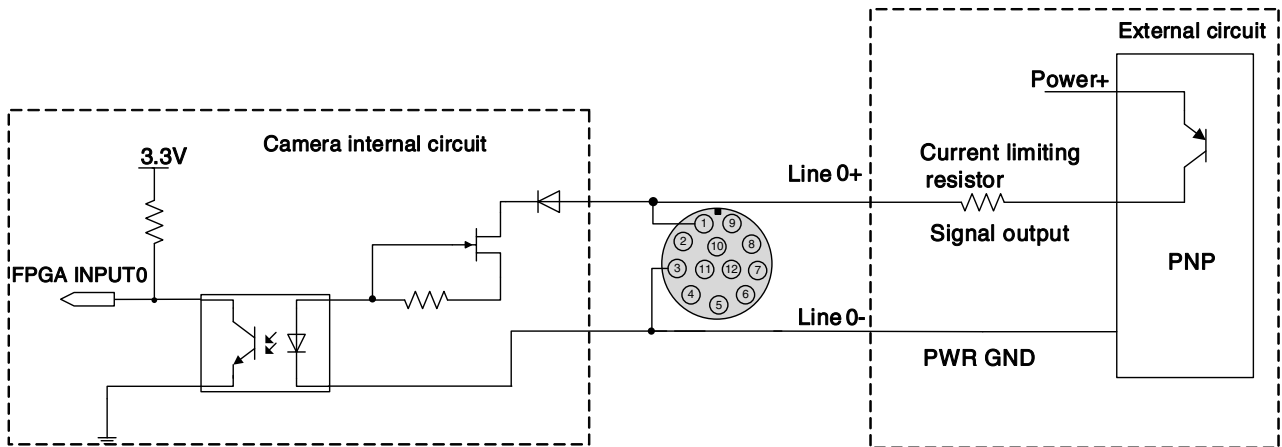 External circuit
Power+
Camera internal circuit
3.3V
Line 0+
Current limiting
resistor
Signal output
1
9
2
10
8
FPGA INPUT0
PNP
3
11
12
7
4
6
5
Line 0-
PWR GND